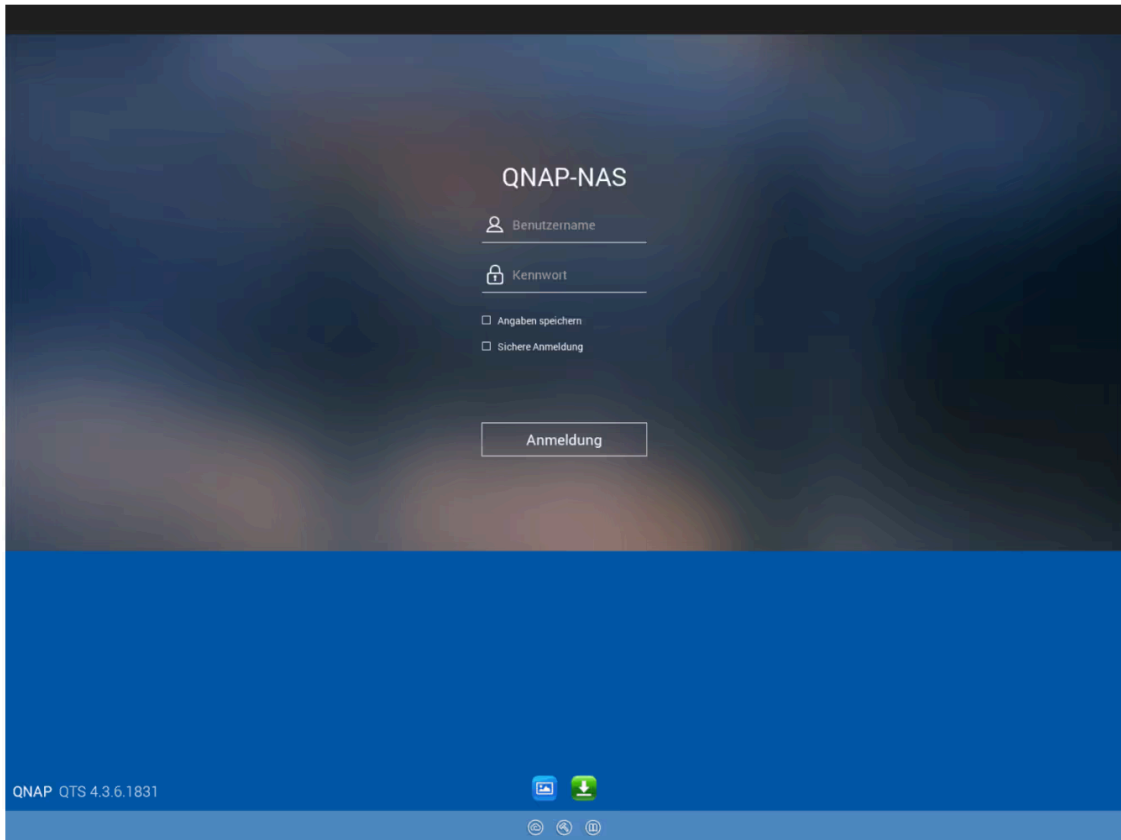 QNAP-NAS
Benutzername
Kennwort
Angaben speichern
Sichere Anmeldung
Anmeldung
QNAP QTS 4.3.6.1831